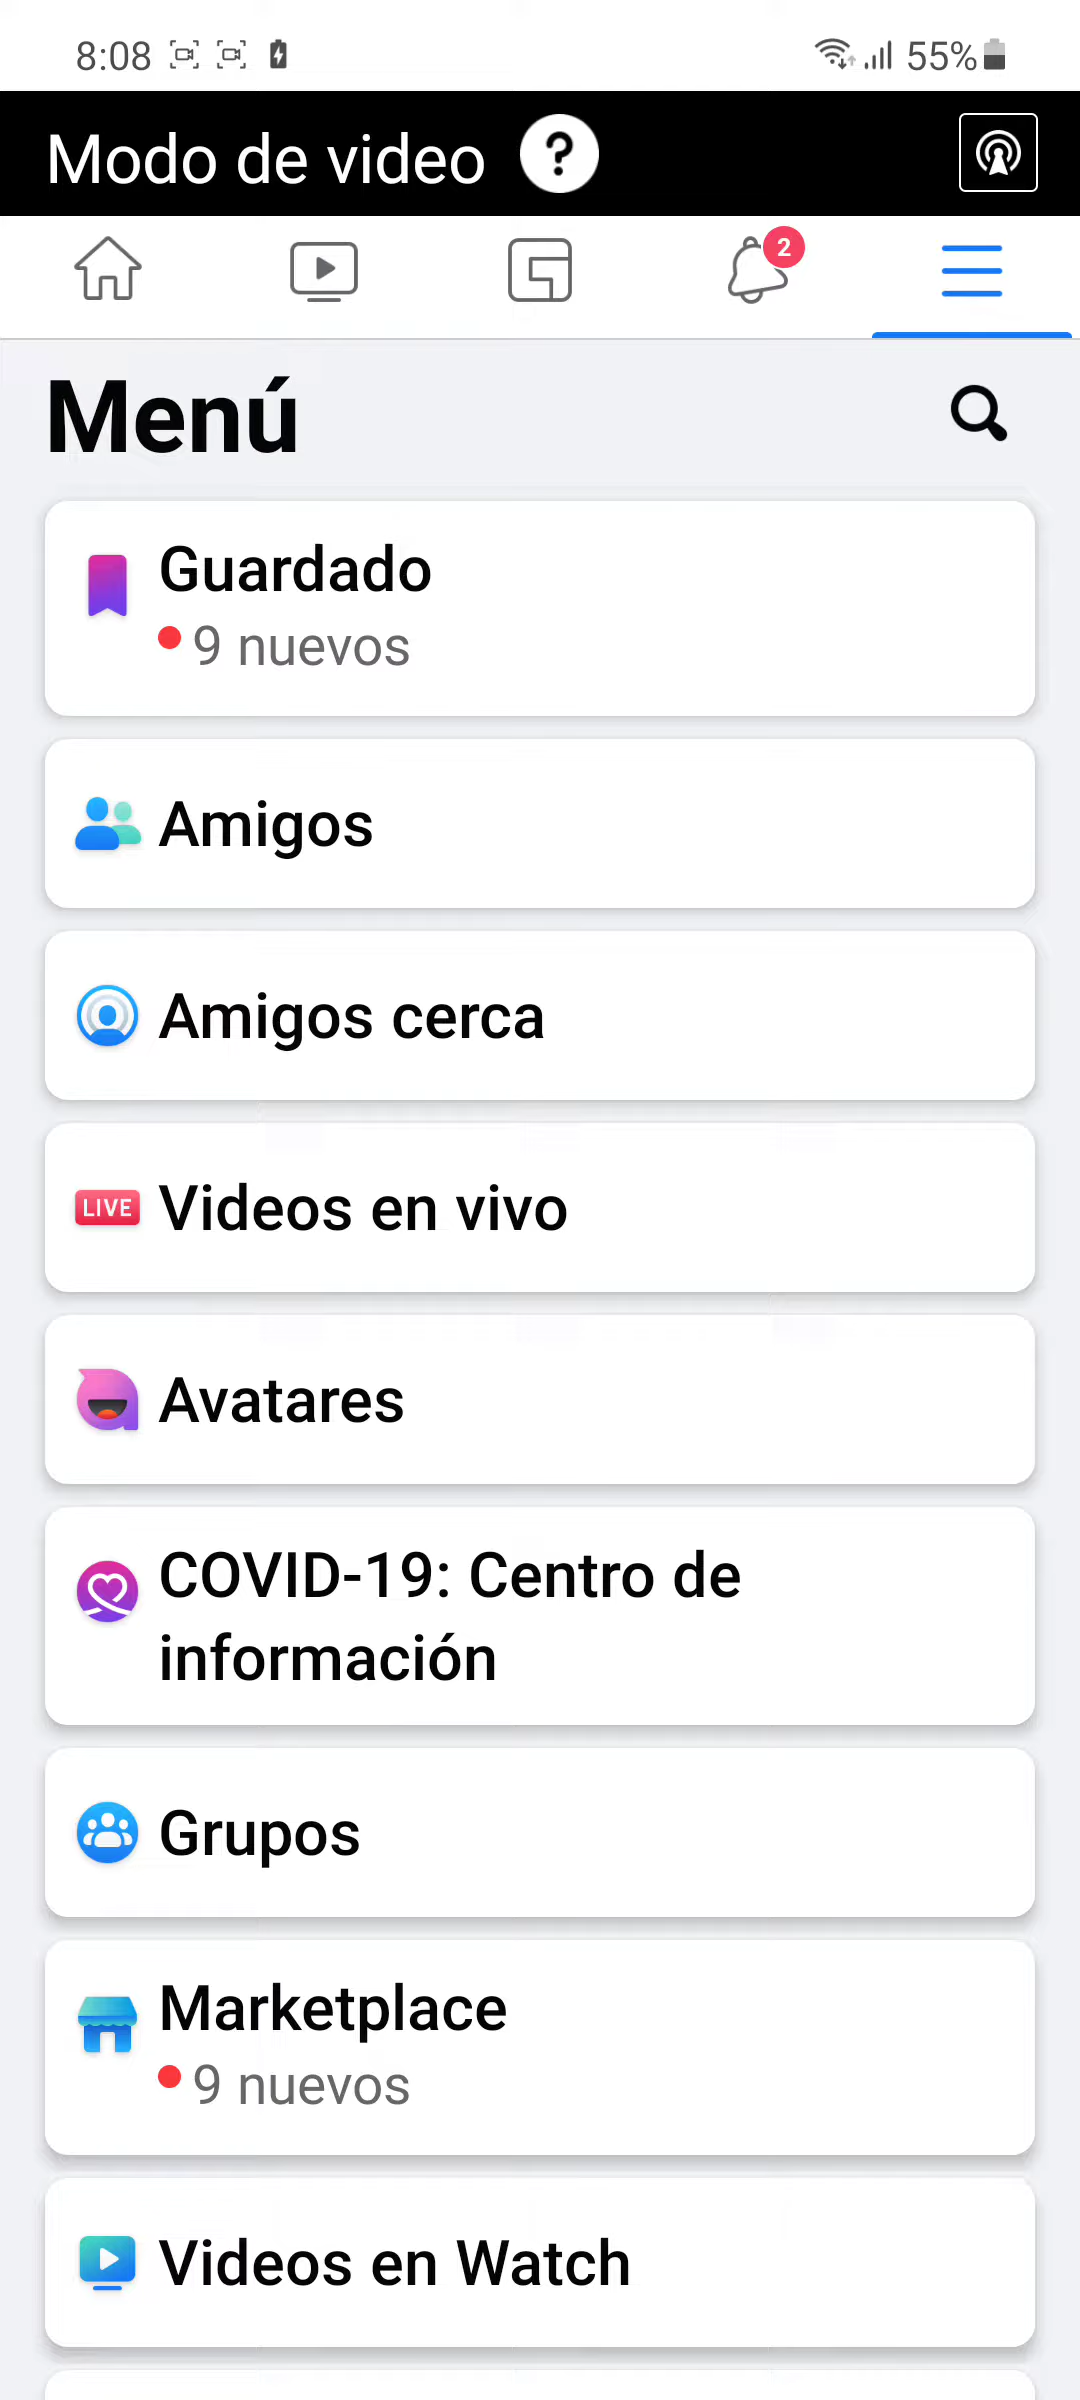 8:08
55%
Modo de video
?
2
Menú
Guardado
9 nuevos
Amigos
Amigos cerca
LIVE
Videos en vivo
Avatares
COVID-19: Centro de
información
Grupos
Marketplace
9 nuevos
Videos en Watch